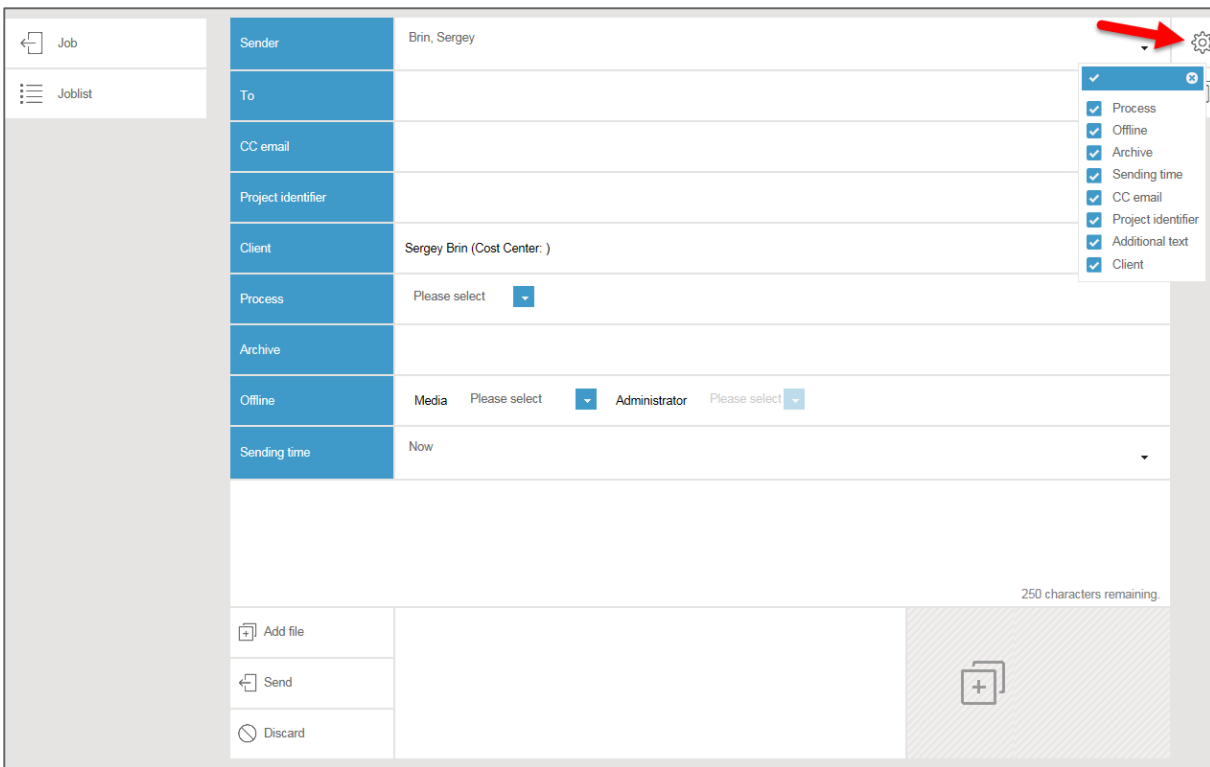 Job
Joblist
Sender
Brin, Sergey
To
CC email
Project identifier
Client
Sergey Brin (Cost Center: )
Process
Please select
Archive
Offline
Media
Please select
Administrator
Please select
Sending time
Now
250 characters remaining.
Add file
Send
Discard
Process
Offline
Archive
Sending time
CC email
Project identifier
Additional text
Client